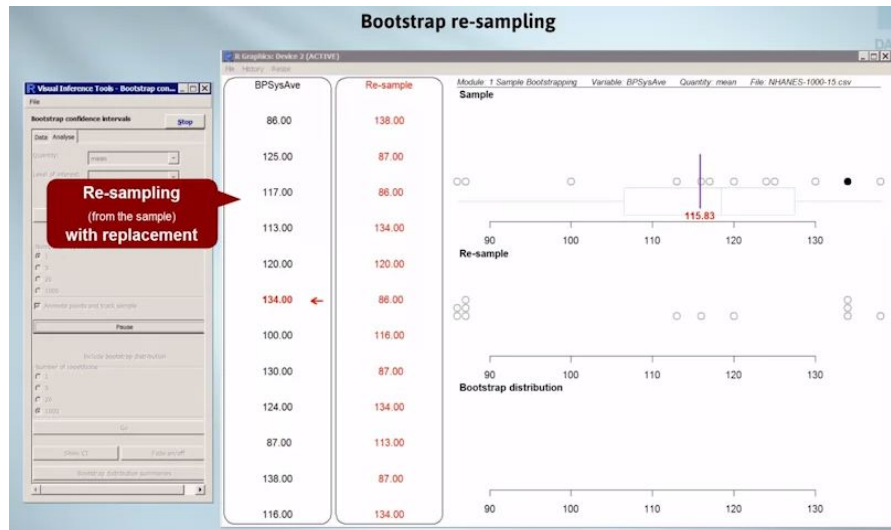 Bootstrap re-sampling
R Graphics: Device 2 (ACTIVE)
File History Resize
Visual Inference Tools - Bootstrap con...
File
Bootstrap confidence intervals Stop
Data Analyse
Quantity: mean
Re-sampling
(from the sample)
with replacement
Pause
Include bootstrap distribution
Number of repetitions
1
5
20
1000
Go
Show CI
Bootstrap distribution summaries
BPSysAve
86.00
125.00
117.00
113.00
120.00
134.00 ←
100.00
130.00
124.00
87.00
138.00
116.00
Re-sample
138.00
87.00
86.00
134.00
120.00
86.00
116.00
87.00
134.00
113.00
87.00
134.00
Module: 1 Sample Bootstrapping Variable: BPSysAve Quantity: mean File: NHANES-1000-15.csv
Sample
115.83
90 100 110 120 130
Re-sample
90 100 110 120 130
Bootstrap distribution
90 100 110 120 130